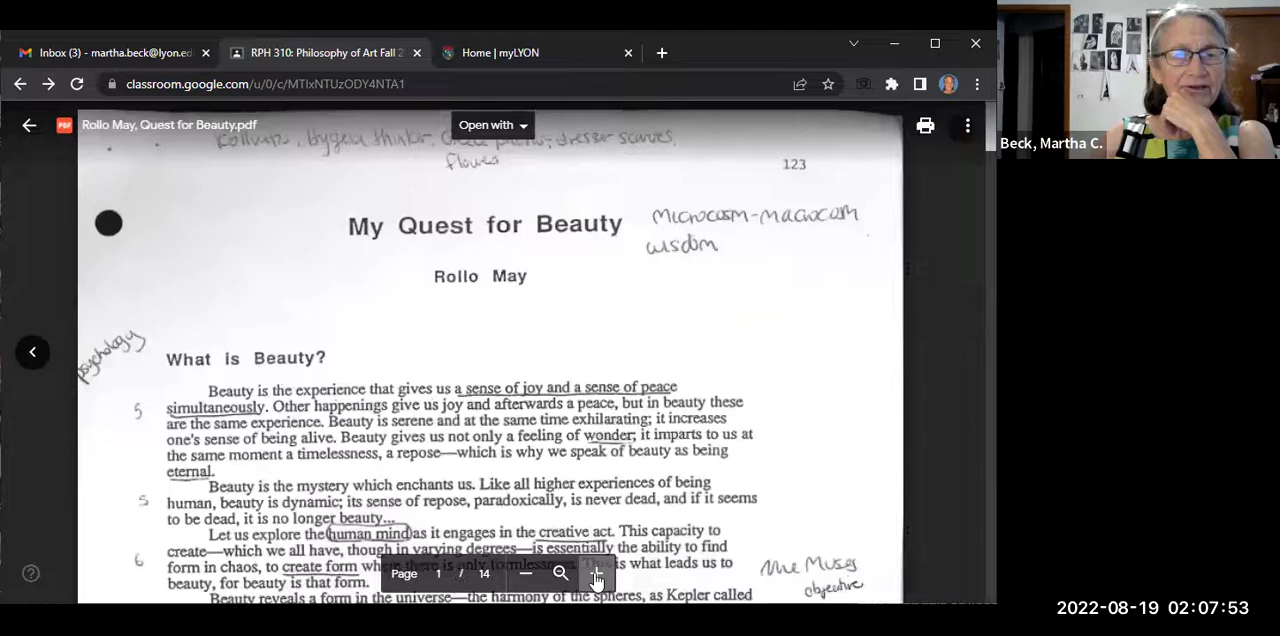 Inbox (3) - martha.beck@lyon.ed
RPH 310: Philosophy of Art Fall 2
Home | myLYON
classroom.google.com/u/0/c/MTIxNTUzODY4NTA1
Rollo May, Quest for Beauty.pdf
Open with
flower
123
My Quest for Beauty
Microcosm-Macrocosm
wisdom
Rollo May
psychology
What is Beauty?
Beauty is the experience that gives us a sense of joy and a sense of peace
5 simultaneously. Other happenings give us joy and afterwards a peace, but in beauty these
are the same experience. Beauty is serene and at the same time exhilarating; it increases
one's sense of being alive. Beauty gives us not only a feeling of wonder; it imparts to us at
the same moment a timelessness, a repose—which is why we speak of beauty as being
eternal.
Beauty is the mystery which enchants us. Like all higher experiences of being
5 human, beauty is dynamic; its sense of repose, paradoxically, is never dead, and if it seems
to be dead, it is no longer beauty...
Let us explore the human mind as it engages in the creative act. This capacity to
create—which we all have, though in varying degrees—is essentially the ability to find
6 form in chaos, to create form where is what leads us to
beauty, for beauty is that form.
The Muses
objective
Beauty reveals a form in the universe—the harmony of the spheres, as Kepler called
Page 1 / 14
Beck, Martha C.
2022-08-19 02:07:53